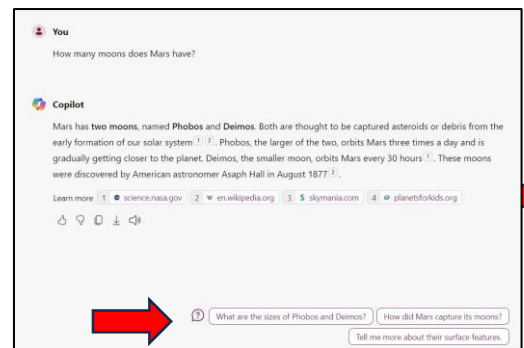 You
How many moons does Mars have?
Copilot
Mars has two moons, named Phobos and Deimos. Both are thought to be captured asteroids or debris from the
early formation of our solar system 1 2 . Phobos, the larger of the two, orbits Mars three times a day and is
gradually getting closer to the planet. Deimos, the smaller moon, orbits Mars every 30 hours 1 . These moons
were discovered by American astronomer Asaph Hall in August 1877 2 .
Learn more 1 science.nasa.gov 2 W en.wikipedia.org 3 S skymania.com 4 planetsforkids.org
What are the sizes of Phobos and Deimos? How did Mars capture its moons?
Tell me more about their surface features.